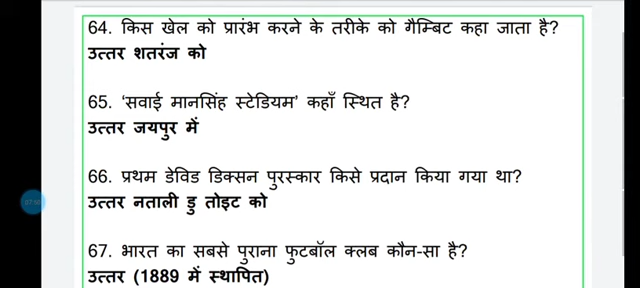 64. किस खेल को प्रारंभ करने के तरीके को गैम्बिट कहा जाता है?
उत्तर शतरंज को
65. ‘सवाई मानसिंह स्टेडियम’ कहाँ स्थित है?
उत्तर जयपुर में
66. प्रथम डेविड डिक्सन पुरस्कार किसे प्रदान किया गया था?
उत्तर नताली डु तोइट को
67. भारत का सबसे पुराना फुटबॉल क्लब कौन-सा है?
उत्तर (1889 में स्थापित)